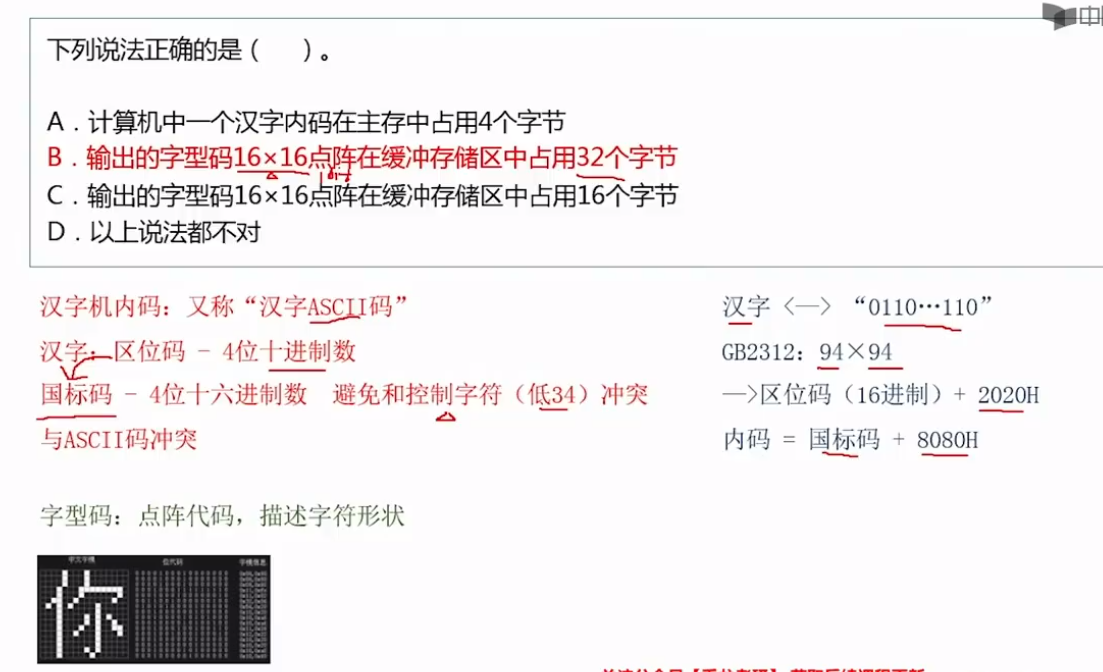 中
下列说法正确的是（　　）。
A．计算机中一个汉字内码在主存中占用4个字节
B．输出的字型码16×16点阵在缓冲存储区中占用32个字节
C．输出的字型码16×16点阵在缓冲存储区中占用16个字节
D．以上说法都不对
汉字机内码：又称“汉字ASCII码”
汉字：区位码 - 4位十进制数
国标码 - 4位十六进制数　避免和控制字符（低34）冲突
与ASCII码冲突
汉字 <—> “0110…110”
GB2312：94×94
—>区位码（16进制）+ 2020H
内码 = 国标码 + 8080H
字型码：点阵代码，描述字符形状
位代码
字模信息
你